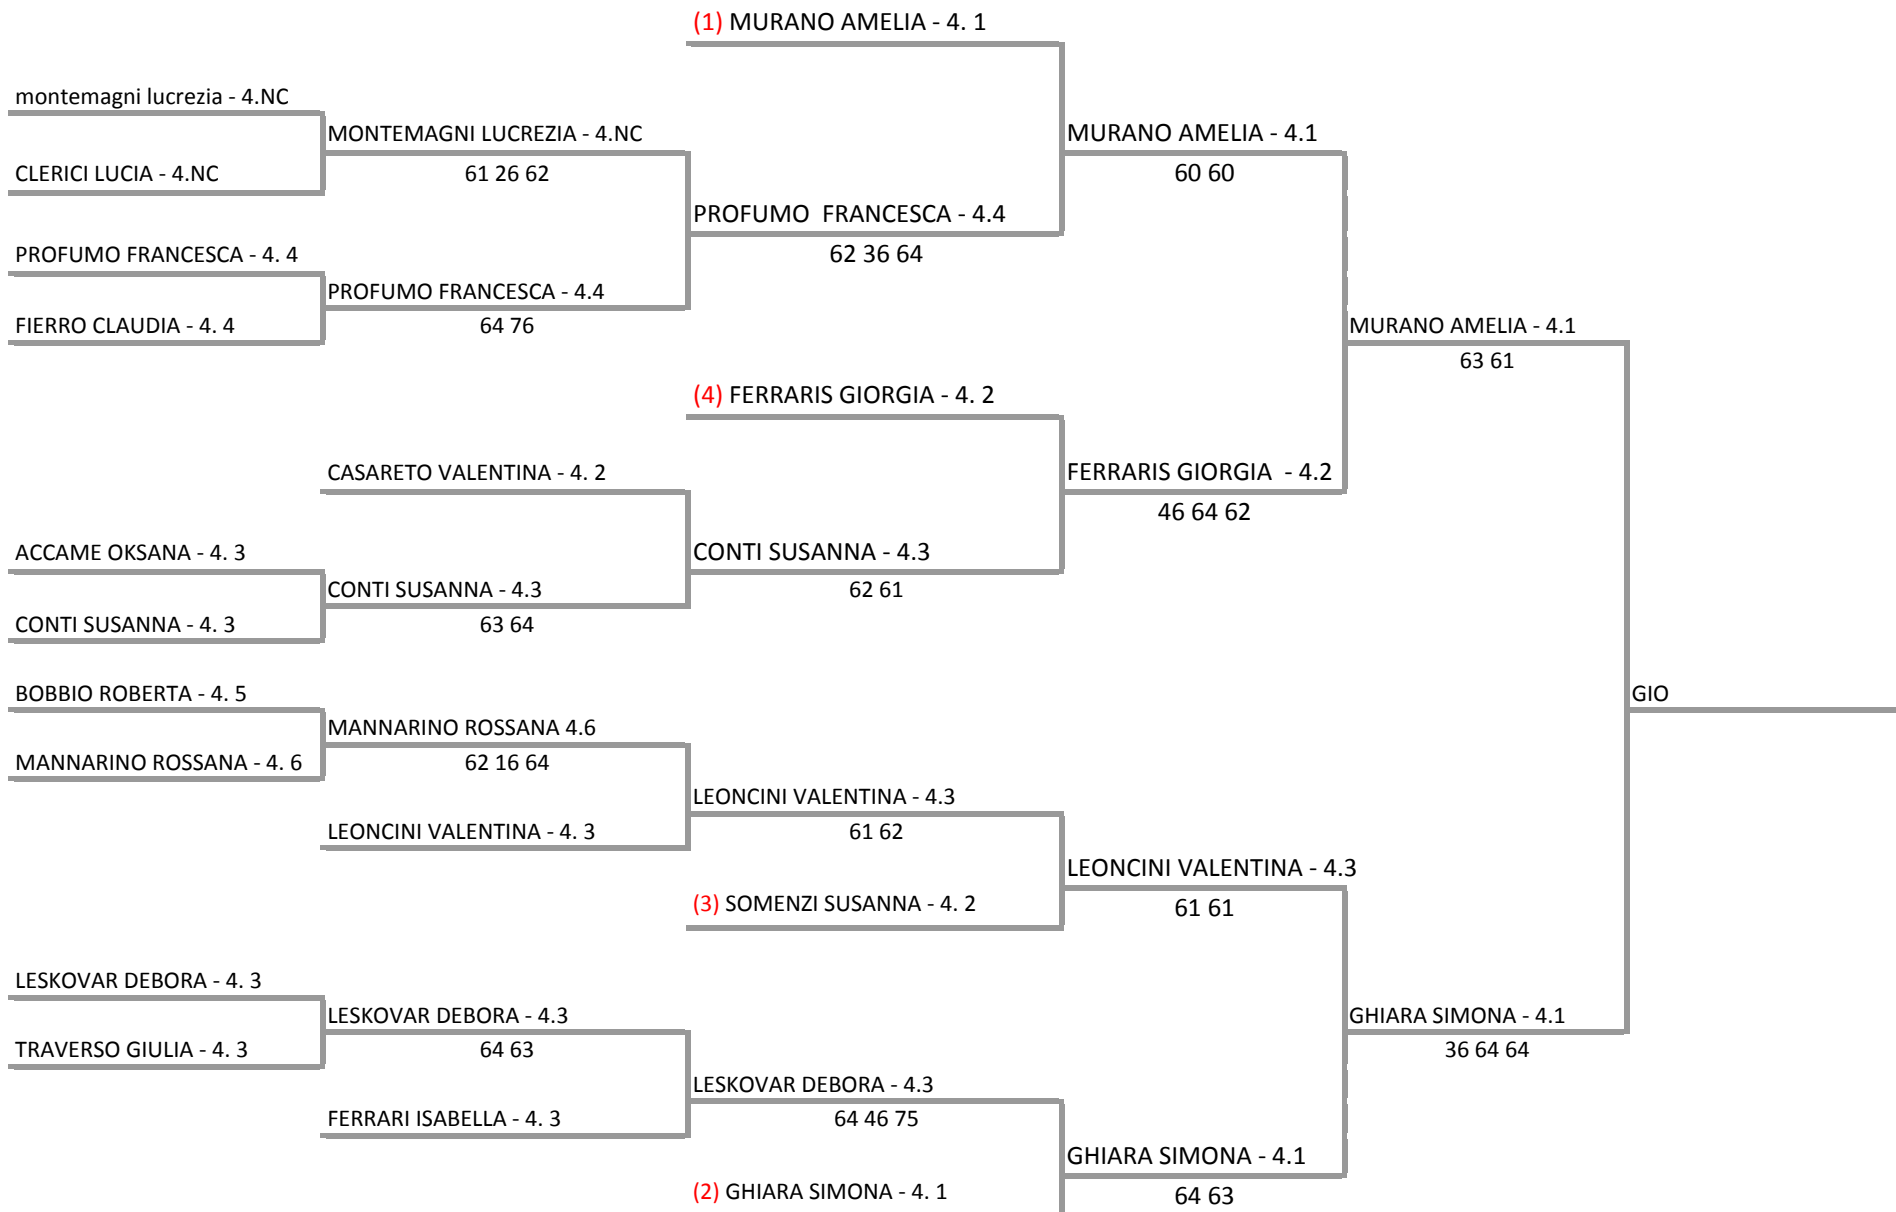 (1) MURANO AMELIA - 4. 1
montemagni lucrezia - 4.NC
MONTEMAGNI LUCREZIA - 4.NC
MURANO AMELIA - 4.1
CLERICI LUCIA - 4.NC
61 26 62
60 60
PROFUMO  FRANCESCA - 4.4
PROFUMO FRANCESCA - 4. 4
62 36 64
PROFUMO FRANCESCA - 4.4
FIERRO CLAUDIA - 4. 4
64 76
MURANO AMELIA - 4.1
63 61
(4) FERRARIS GIORGIA - 4. 2
CASARETO VALENTINA - 4. 2
FERRARIS GIORGIA  - 4.2
46 64 62
ACCAME OKSANA - 4. 3
CONTI SUSANNA - 4.3
CONTI SUSANNA - 4.3
62 61
CONTI SUSANNA - 4. 3
63 64
BOBBIO ROBERTA - 4. 5
GIO
MANNARINO ROSSANA 4.6
MANNARINO ROSSANA - 4. 6
62 16 64
LEONCINI VALENTINA - 4.3
LEONCINI VALENTINA - 4. 3
61 62
LEONCINI VALENTINA - 4.3
(3) SOMENZI SUSANNA - 4. 2
61 61
LESKOVAR DEBORA - 4. 3
LESKOVAR DEBORA - 4.3
GHIARA SIMONA - 4.1
TRAVERSO GIULIA - 4. 3
64 63
36 64 64
LESKOVAR DEBORA - 4.3
FERRARI ISABELLA - 4. 3
64 46 75
GHIARA SIMONA - 4.1
(2) GHIARA SIMONA - 4. 1
64 63